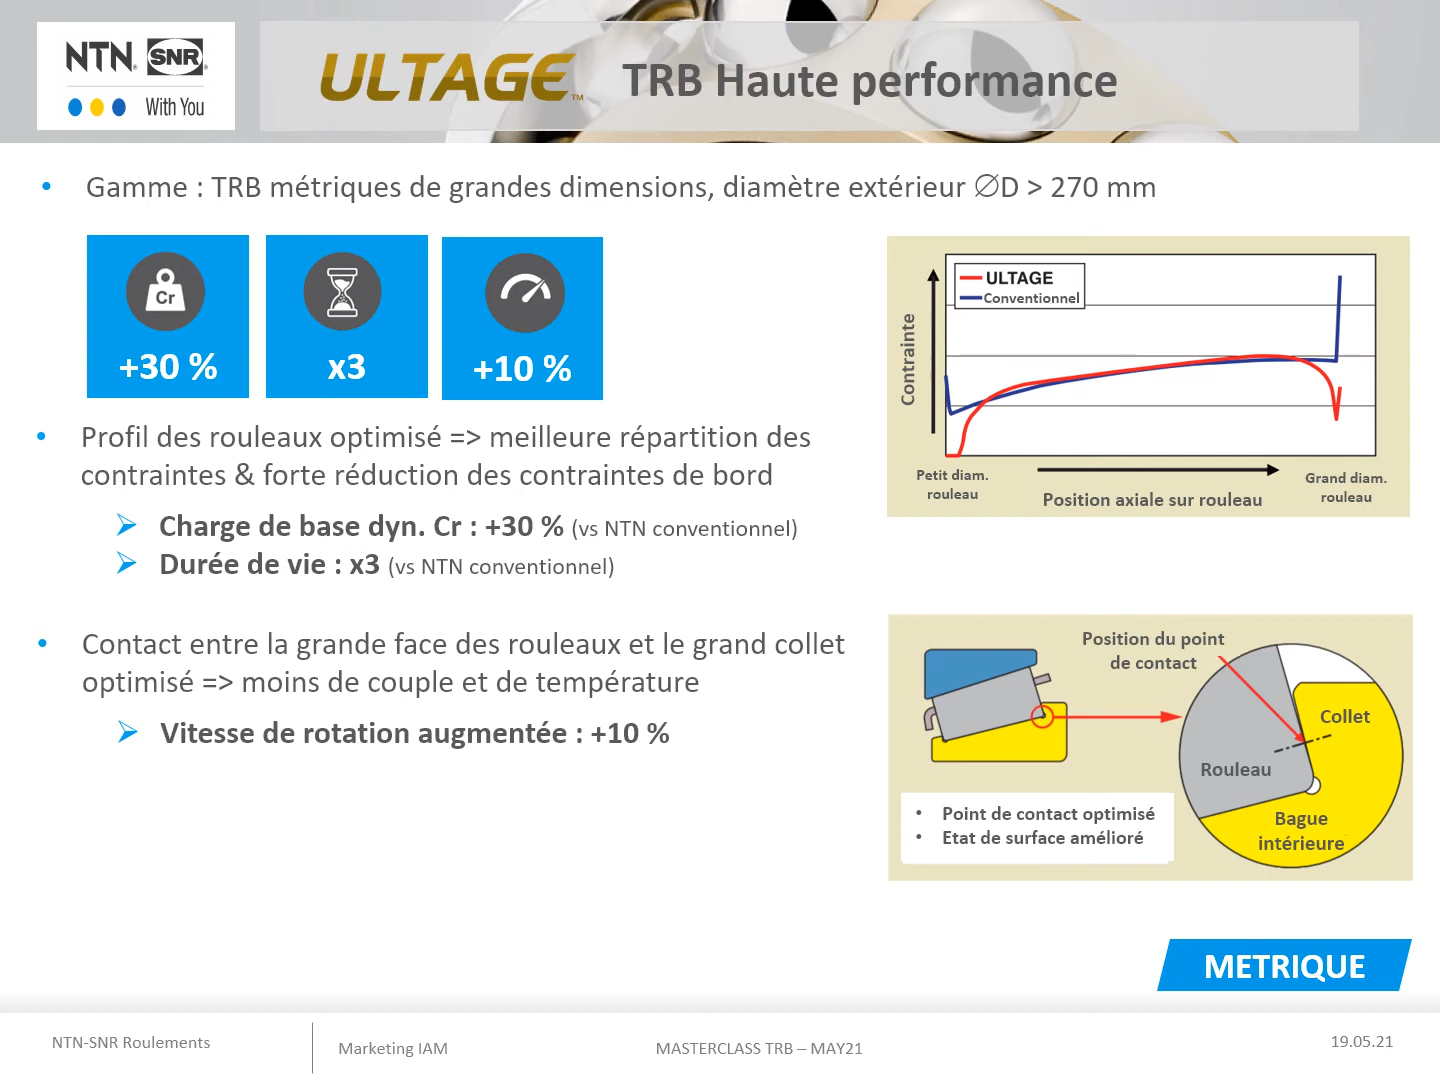 NTN® SNR®
With You
ULTAGE™ TRB Haute performance
• Gamme : TRB métriques de grandes dimensions, diamètre extérieur ∅D > 270 mm
Cr
+30 %
x3
+10 %
• Profil des rouleaux optimisé => meilleure répartition des
contraintes & forte réduction des contraintes de bord
➢ Charge de base dyn. Cr : +30 % (vs NTN conventionnel)
➢ Durée de vie : x3 (vs NTN conventionnel)
ULTAGE
Conventionnel
Contrainte
Petit diam.
rouleau
Position axiale sur rouleau
Grand diam.
rouleau
• Contact entre la grande face des rouleaux et le grand collet
optimisé => moins de couple et de température
➢ Vitesse de rotation augmentée : +10 %
Position du point
de contact
Collet
Rouleau
Bague
intérieure
• Point de contact optimisé
• Etat de surface amélioré
METRIQUE
NTN-SNR Roulements
Marketing IAM
MASTERCLASS TRB – MAY21
19.05.21